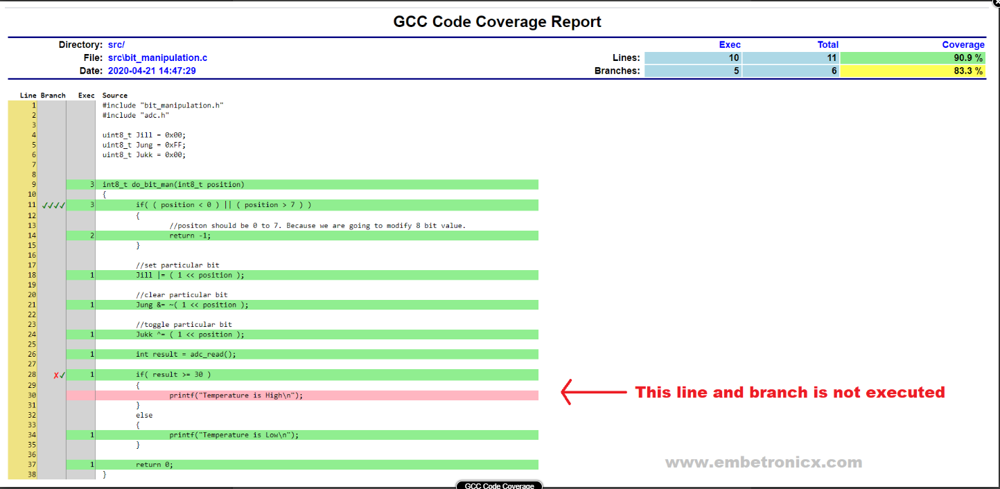 GCC Code Coverage Report
Directory: src/ Exec Total Coverage
File: src\bit_manipulation.c Lines: 10 11 90.9 %
Date: 2020-04-21 14:47:29 Branches: 5 6 83.3 %
Line Branch Exec Source
1 #include "bit_manipulation.h"
2 #include "adc.h"
3
4 uint8_t Jill = 0x00;
5 uint8_t Jung = 0xFF;
6 uint8_t Jukk = 0x00;
7
8
9 3 int8_t do_bit_man(int8_t position)
10 {
11 ✓✓✓✓ 3 if( ( position < 0 ) || ( position > 7 ) )
12 {
13 //positon should be 0 to 7. Because we are going to modify 8 bit value.
14 2 return -1;
15 }
16
17 //set particular bit
18 1 Jill |= ( 1 << position );
19
20 //clear particular bit
21 1 Jung &= ~( 1 << position );
22
23 //toggle particular bit
24 1 Jukk ^= ( 1 << position );
25
26 1 int result = adc_read();
27
28 ✗✓ 1 if( result >= 30 )
29 {
30 printf("Temperature is High\n");
31 }
32 else
33 {
34 1 printf("Temperature is Low\n");
35 }
36
37 1 return 0;
38 }
This line and branch is not executed
www.embetronicx.com
GCC Code Coverage